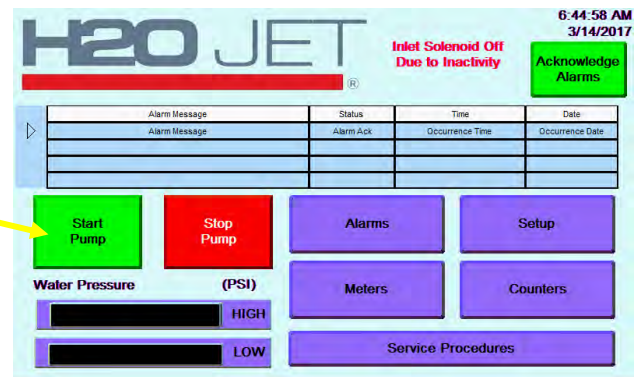 H2O JET
®
Inlet Solenoid Off
Due to Inactivity
6:44:58 AM
3/14/2017
Acknowledge
Alarms
Alarm Message Status Time Date
Alarm Message Alarm Ack Occurrence Time Occurrence Date
Start
Pump
Stop
Pump
Alarms
Setup
Water Pressure (PSI)
HIGH
LOW
Meters
Counters
Service Procedures